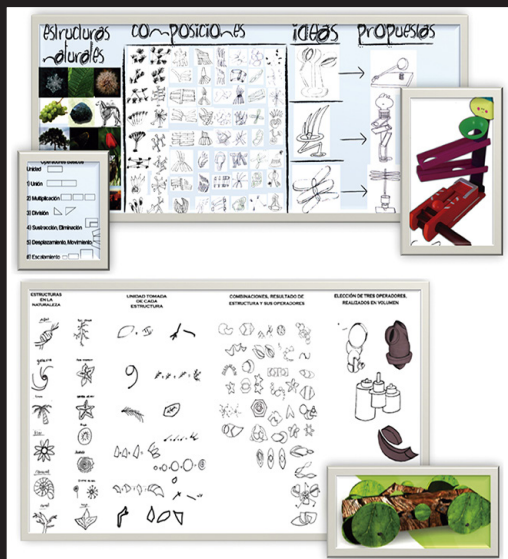 estructuras
naturales
composiciones
ideas
propuestas
Unidad
1) Unión
2) Multiplicación
3) División
4) Sustracción, Eliminación
5) Desplazamiento, Movimiento
6) Escalamiento
ESTRUCTURAS
EN LA
NATURALEZA
UNIDAD TOMADA
DE CADA
ESTRUCTURA
COMBINACIONES, RESULTADO DE
ESTRUCTURA Y SUS OPERADORES
ELECCIÓN DE TRES OPERADORES,
REALIZADOS EN VOLUMEN